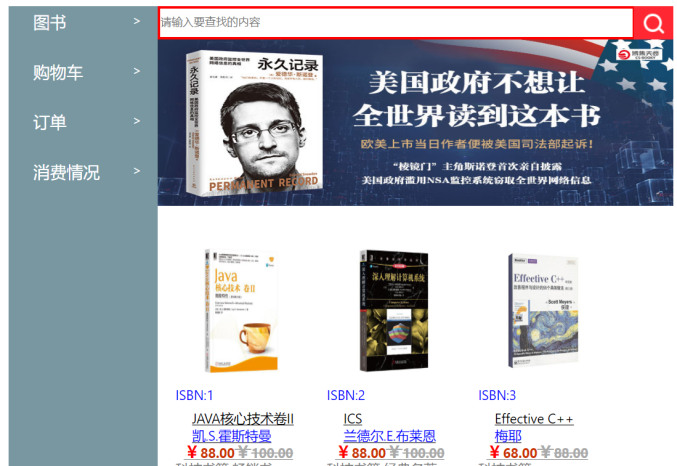 图书 >
购物车 >
订单 >
消费情况 >
请输入要查找的内容
博集天卷
CS-BOOKY
美国政府不想让
全世界读到这本书
欧美上市当日作者便被美国司法部起诉!
“棱镜门”主角斯诺登首次亲自披露
美国政府滥用NSA监控系统窃取全世界网络信息
永久记录
PERMANENT RECORD
Java
核心技术 卷II
深入理解计算机系统
Effective C++
Scott Meyers
ISBN:1
ISBN:2
ISBN:3
JAVA核心技术卷II
ICS
Effective C++
凯.S.霍斯特曼
兰德尔.E.布莱恩
梅耶
¥88.00 ¥100.00
¥88.00 ¥100.00
¥68.00 ¥88.00